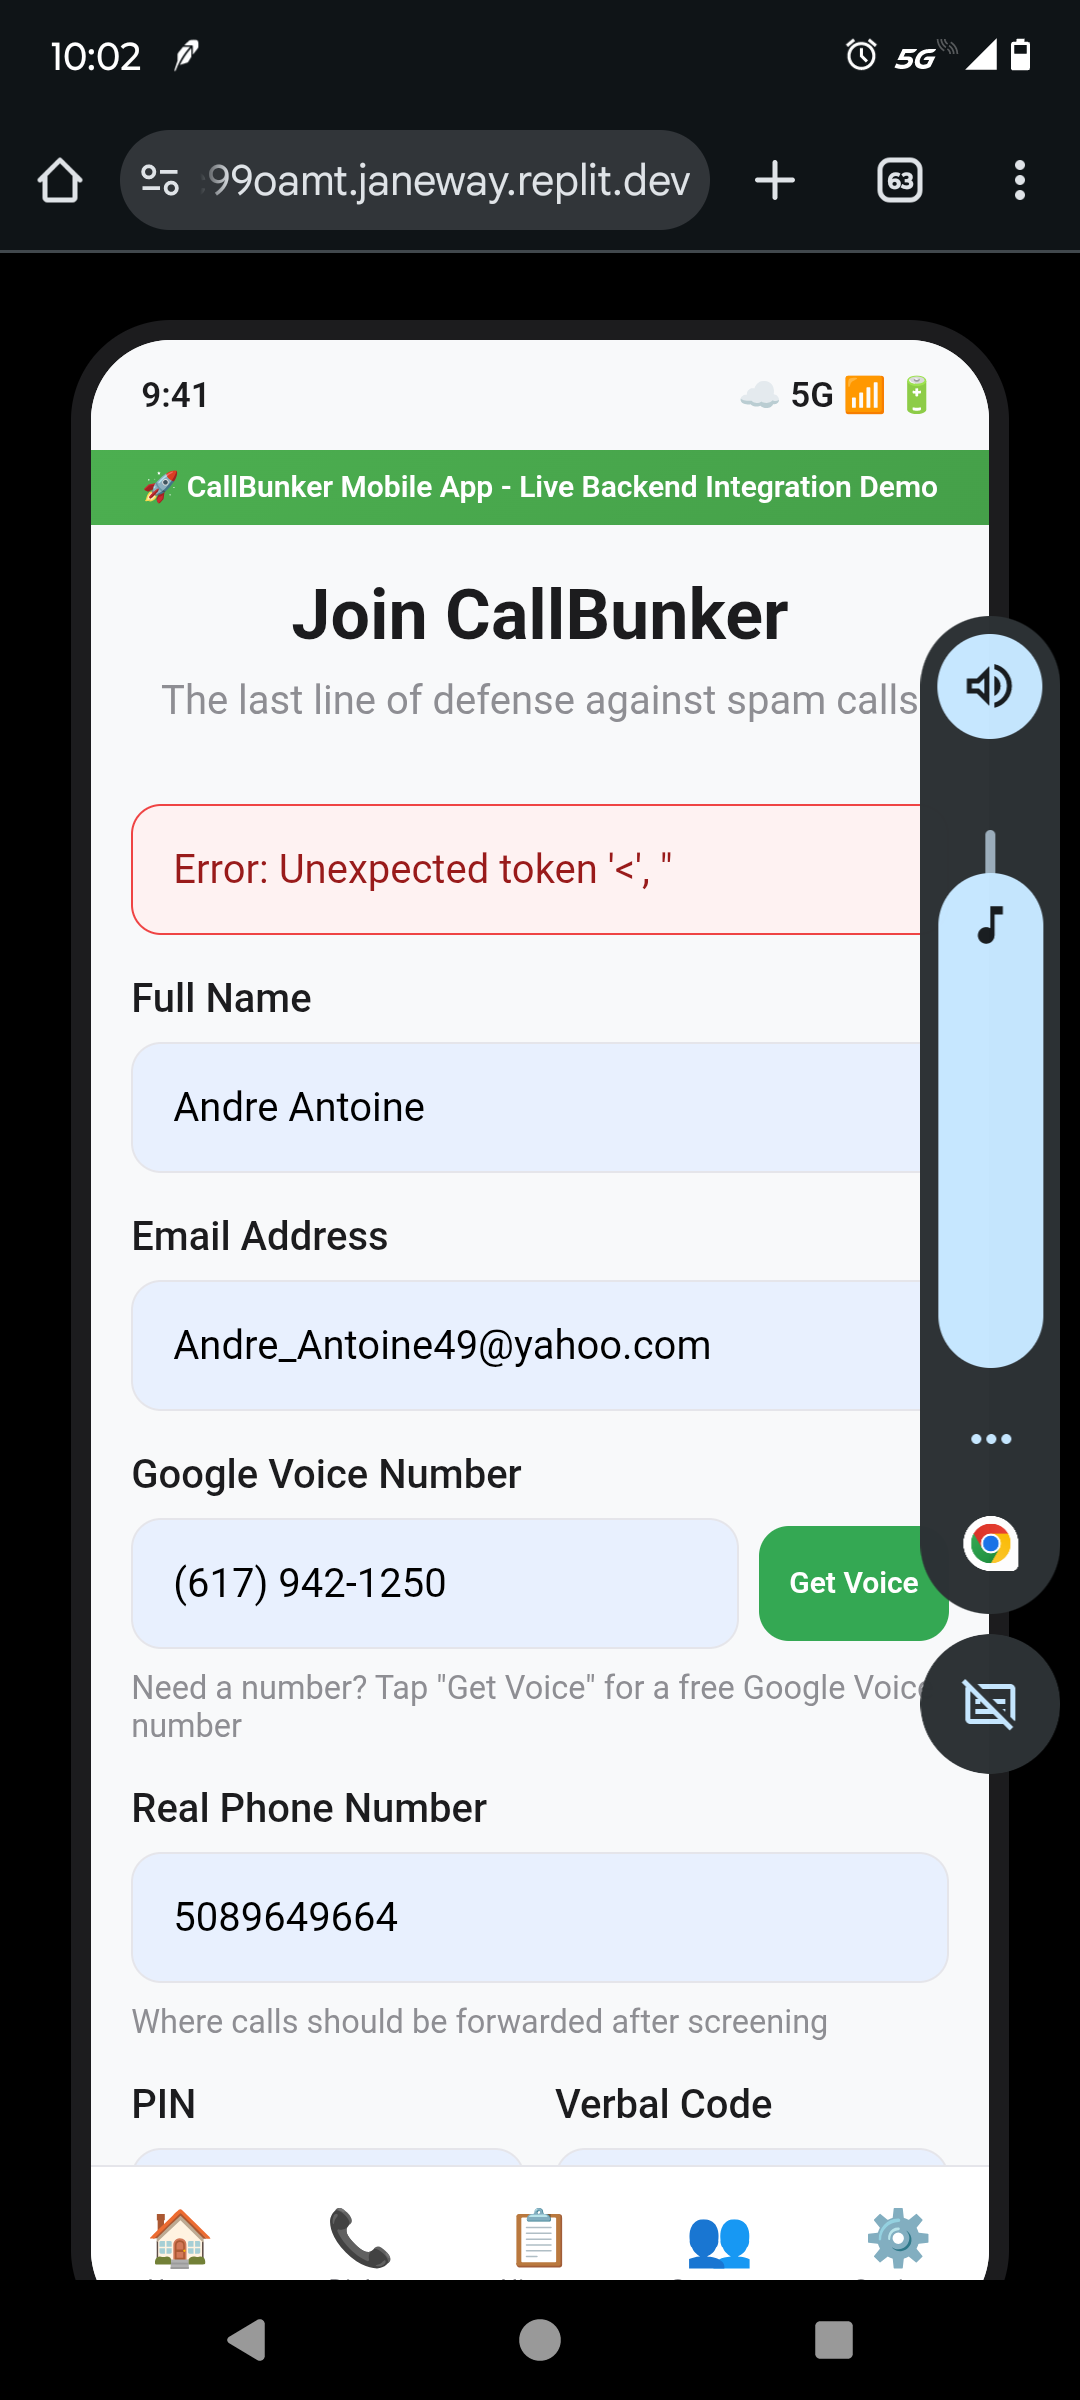 10:02
5G
99oamt.janeway.replit.dev
63
9:41
5G
🚀 CallBunker Mobile App - Live Backend Integration Demo
Join CallBunker
The last line of defense against spam calls
Error: Unexpected token '<', "
Full Name
Andre Antoine
Email Address
Andre_Antoine49@yahoo.com
Google Voice Number
(617) 942-1250
Get Voice
Need a number? Tap "Get Voice" for a free Google Voice
number
Real Phone Number
5089649664
Where calls should be forwarded after screening
PIN
Verbal Code